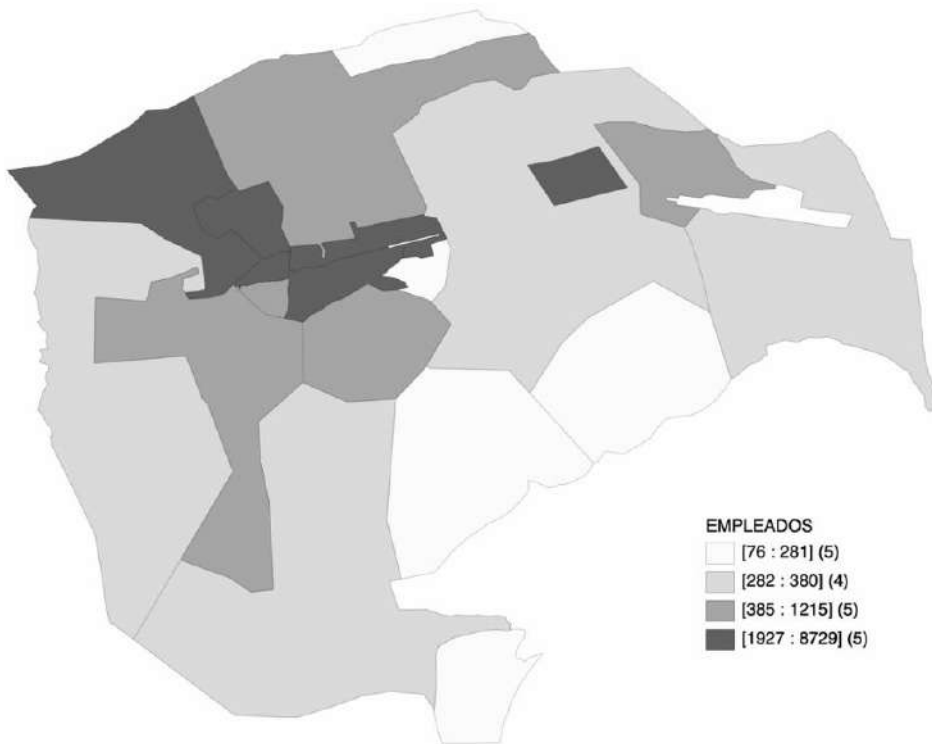 EMPLEADOS
[76 : 281] (5)
[282 : 380] (4)
[385 : 1215] (5)
[1927 : 8729] (5)